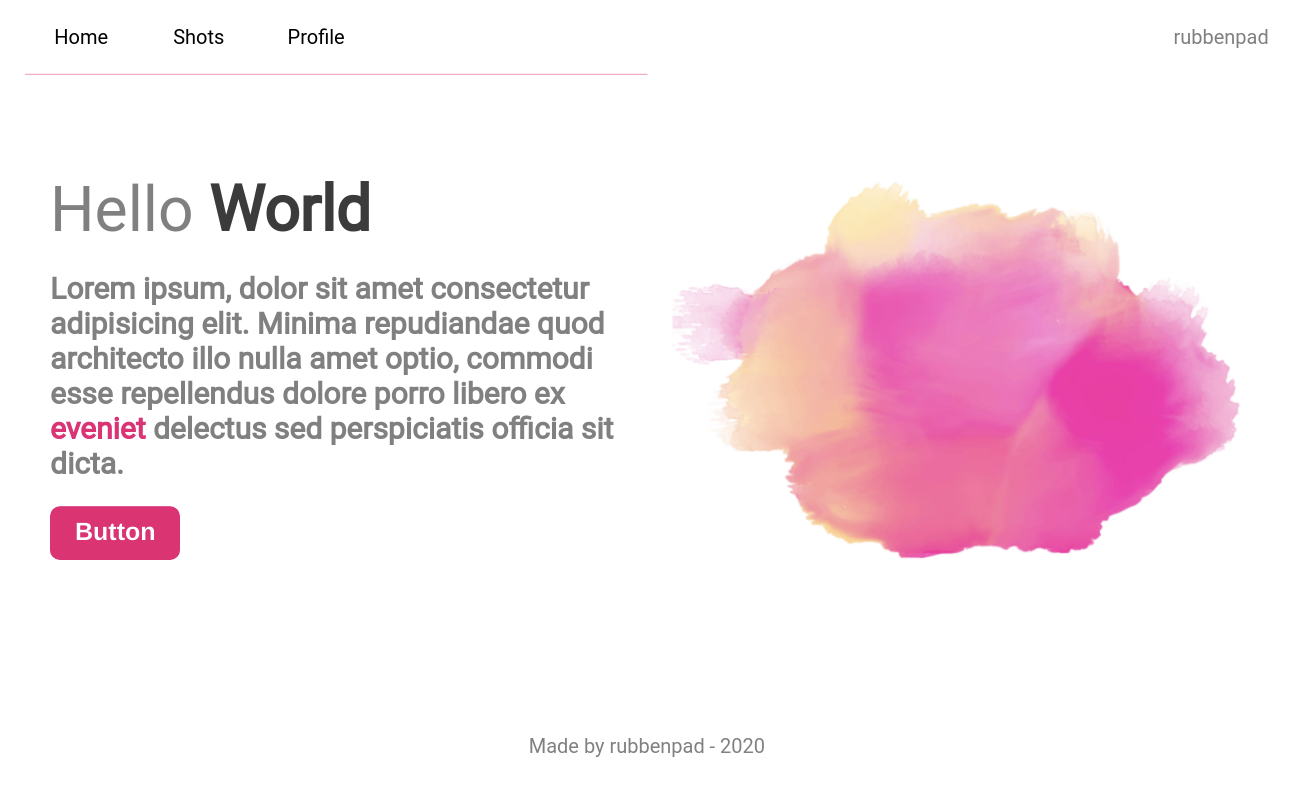 Home Shots Profile rubbenpad
Hello World
Lorem ipsum, dolor sit amet consectetur
adipisicing elit. Minima repudiandae quod
architecto illo nulla amet optio, commodi
esse repellendus dolore porro libero ex
eveniet delectus sed perspiciatis officia sit
dicta.
Button
Made by rubbenpad - 2020